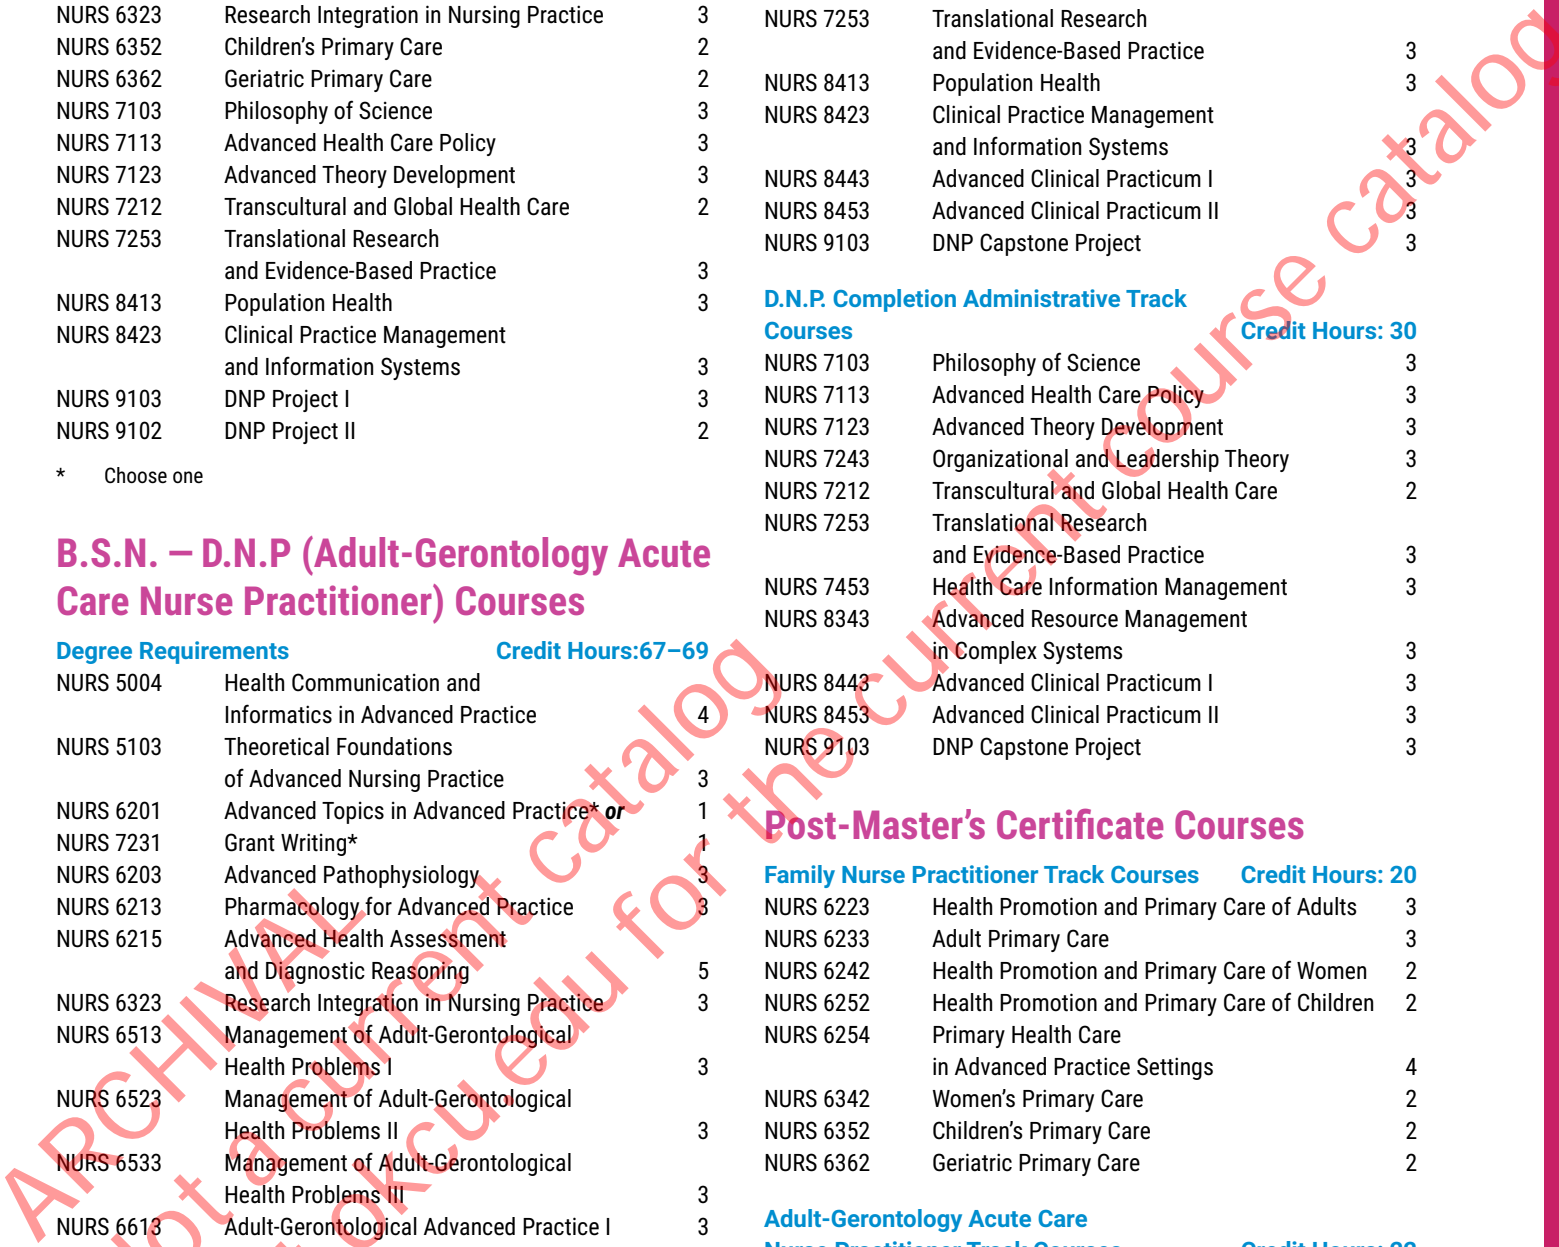 NURS 6323 Research Integration in Nursing Practice 3
NURS 6352 Children’s Primary Care 2
NURS 6362 Geriatric Primary Care 2
NURS 7103 Philosophy of Science 3
NURS 7113 Advanced Health Care Policy 3
NURS 7123 Advanced Theory Development 3
NURS 7212 Transcultural and Global Health Care 2
NURS 7253 Translational Research
and Evidence-Based Practice 3
NURS 8413 Population Health 3
NURS 8423 Clinical Practice Management
and Information Systems 3
NURS 9103 DNP Project I 3
NURS 9102 DNP Project II 2
* Choose one
B.S.N. — D.N.P (Adult-Gerontology Acute
Care Nurse Practitioner) Courses
Degree Requirements Credit Hours:67–69
NURS 5004 Health Communication and
Informatics in Advanced Practice 4
NURS 5103 Theoretical Foundations
of Advanced Nursing Practice 3
NURS 6201 Advanced Topics in Advanced Practice* or 1
NURS 7231 Grant Writing* 1
NURS 6203 Advanced Pathophysiology 3
NURS 6213 Pharmacology for Advanced Practice 3
NURS 6215 Advanced Health Assessment
and Diagnostic Reasoning 5
NURS 6323 Research Integration in Nursing Practice 3
NURS 6513 Management of Adult-Gerontological
Health Problems I 3
NURS 6523 Management of Adult-Gerontological
Health Problems II 3
NURS 6533 Management of Adult-Gerontological
Health Problems III 3
NURS 6613 Adult-Gerontological Advanced Practice I 3
NURS 7253 Translational Research
and Evidence-Based Practice 3
NURS 8413 Population Health 3
NURS 8423 Clinical Practice Management
and Information Systems 3
NURS 8443 Advanced Clinical Practicum I 3
NURS 8453 Advanced Clinical Practicum II 3
NURS 9103 DNP Capstone Project 3
D.N.P. Completion Administrative Track
Courses Credit Hours: 30
NURS 7103 Philosophy of Science 3
NURS 7113 Advanced Health Care Policy 3
NURS 7123 Advanced Theory Development 3
NURS 7243 Organizational and Leadership Theory 3
NURS 7212 Transcultural and Global Health Care 2
NURS 7253 Translational Research
and Evidence-Based Practice 3
NURS 7453 Health Care Information Management 3
NURS 8343 Advanced Resource Management
in Complex Systems 3
NURS 8443 Advanced Clinical Practicum I 3
NURS 8453 Advanced Clinical Practicum II 3
NURS 9103 DNP Capstone Project 3
Post-Master’s Certificate Courses
Family Nurse Practitioner Track Courses Credit Hours: 20
NURS 6223 Health Promotion and Primary Care of Adults 3
NURS 6233 Adult Primary Care 3
NURS 6242 Health Promotion and Primary Care of Women 2
NURS 6252 Health Promotion and Primary Care of Children 2
NURS 6254 Primary Health Care
in Advanced Practice Settings 4
NURS 6342 Women’s Primary Care 2
NURS 6352 Children’s Primary Care 2
NURS 6362 Geriatric Primary Care 2
Adult-Gerontology Acute Care
Nurse Practitioner Track Courses Credit Hours:
ARCHIVAL
a current catalog
okcu.edu for the current course catalog